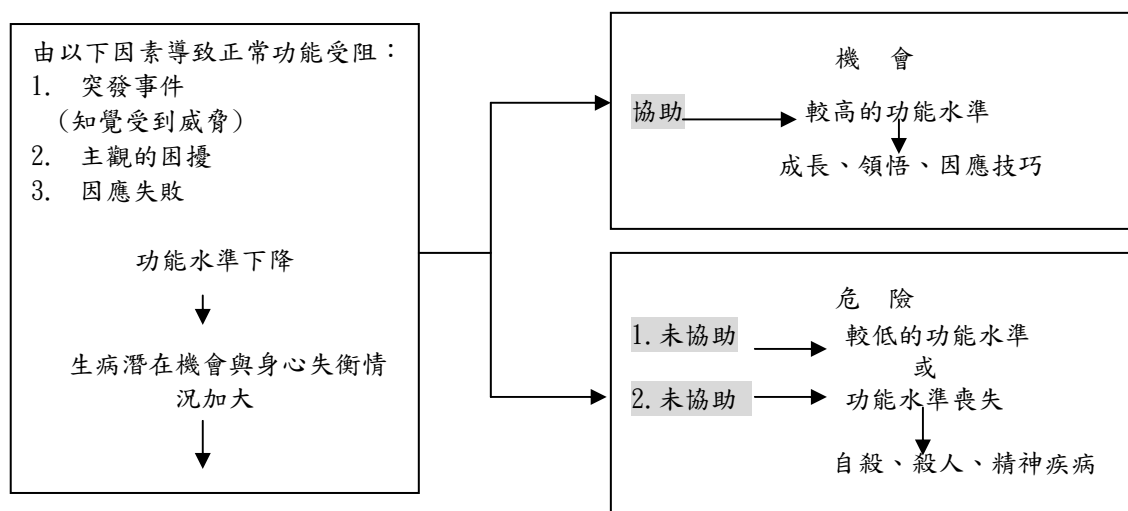 由以下因素導致正常功能受阻：
1. 突發事件
(知覺受到威脅)
2. 主觀的困擾
3. 因應失敗
功能水準下降
生病潛在機會與身心失衡情
況加大
機 會
協助 較高的功能水準
成長、領悟、因應技巧
危 險
1.未協助 較低的功能水準
或
2.未協助 功能水準喪失
自殺、殺人、精神疾病